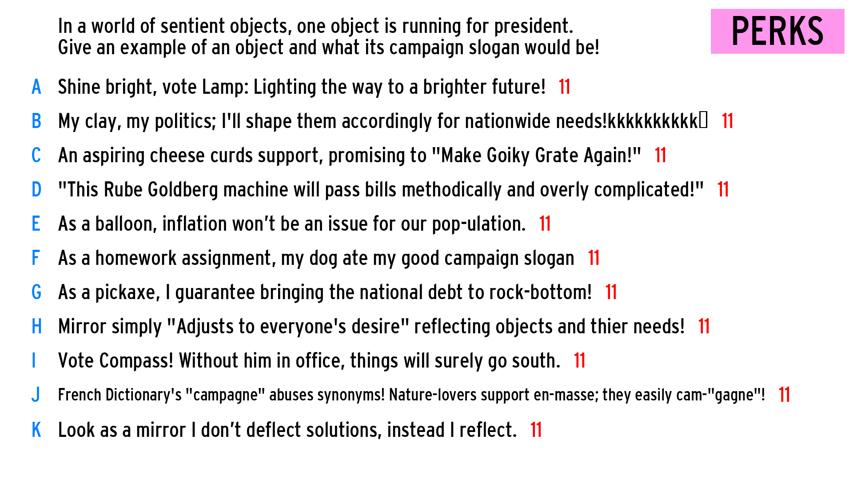 In a world of sentient objects, one object is running for president.
Give an example of an object and what its campaign slogan would be!
PERKS
A Shine bright, vote Lamp: Lighting the way to a brighter future! 11
B My clay, my politics; I'll shape them accordingly for nationwide needs!kkkkkkkkkk▯ 11
C An aspiring cheese curds support, promising to "Make Goiky Grate Again!" 11
D "This Rube Goldberg machine will pass bills methodically and overly complicated!" 11
E As a balloon, inflation won’t be an issue for our pop-ulation. 11
F As a homework assignment, my dog ate my good campaign slogan 11
G As a pickaxe, I guarantee bringing the national debt to rock-bottom! 11
H Mirror simply "Adjusts to everyone's desire" reflecting objects and thier needs! 11
I Vote Compass! Without him in office, things will surely go south. 11
J French Dictionary's "campagne" abuses synonyms! Nature-lovers support en-masse; they easily cam-"gagne"! 11
K Look as a mirror I don’t deflect solutions, instead I reflect. 11